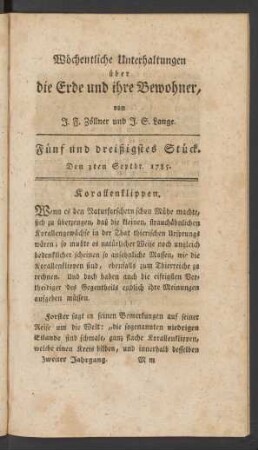 Wöchentliche Unterhaltungen
über
die Erde und ihre Bewohner,
von
J. F. Zöllner und J. S. Lange.
Fünf und dreißigstes Stück.
Den 3ten Septbr. 1785.
Korallenklippen.
Wenn es den Naturforschern schon Mühe machte,
sich zu überzeugen, daß die kleinen, strauchähnlichen
Korallengewächse in der That thierischen Ursprungs
wären; so mußte es natürlicher Weise noch ungleich
bedenklicher scheinen so ansehnliche Massen, wie die
Korallenklippen sind, ebenfalls zum Thierreiche zu
rechnen. Und doch haben auch die eifrigsten Ver-
theidiger des Gegentheils endlich ihre Meinungen
aufgeben müssen.
Forster sagt in seinen Bemerkungen auf seiner
Reise um die Welt: „die sogenannten niedrigen
Eilande sind schmale, ganz flache Korallenklippen,
welche einen Kreis bilden, und innerhalb desselben
Zweiter Jahrgang. M m